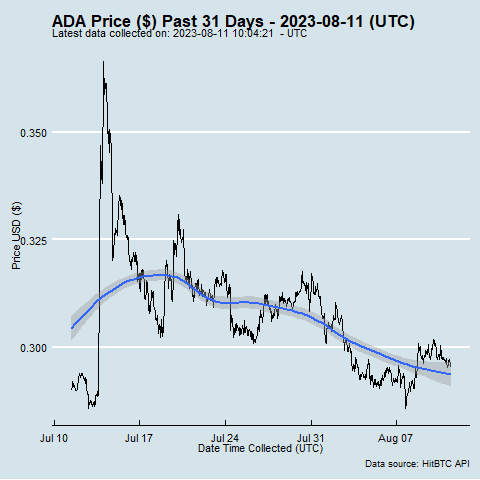 ADA Price ($) Past 31 Days - 2023-08-11 (UTC)
Latest data collected on: 2023-08-11 10:04:21  - UTC
0.350
0.325
0.300
Price USD ($)
Jul 10
Jul 17
Jul 24
Jul 31
Aug 07
Date Time Collected (UTC)
Data source: HitBTC API